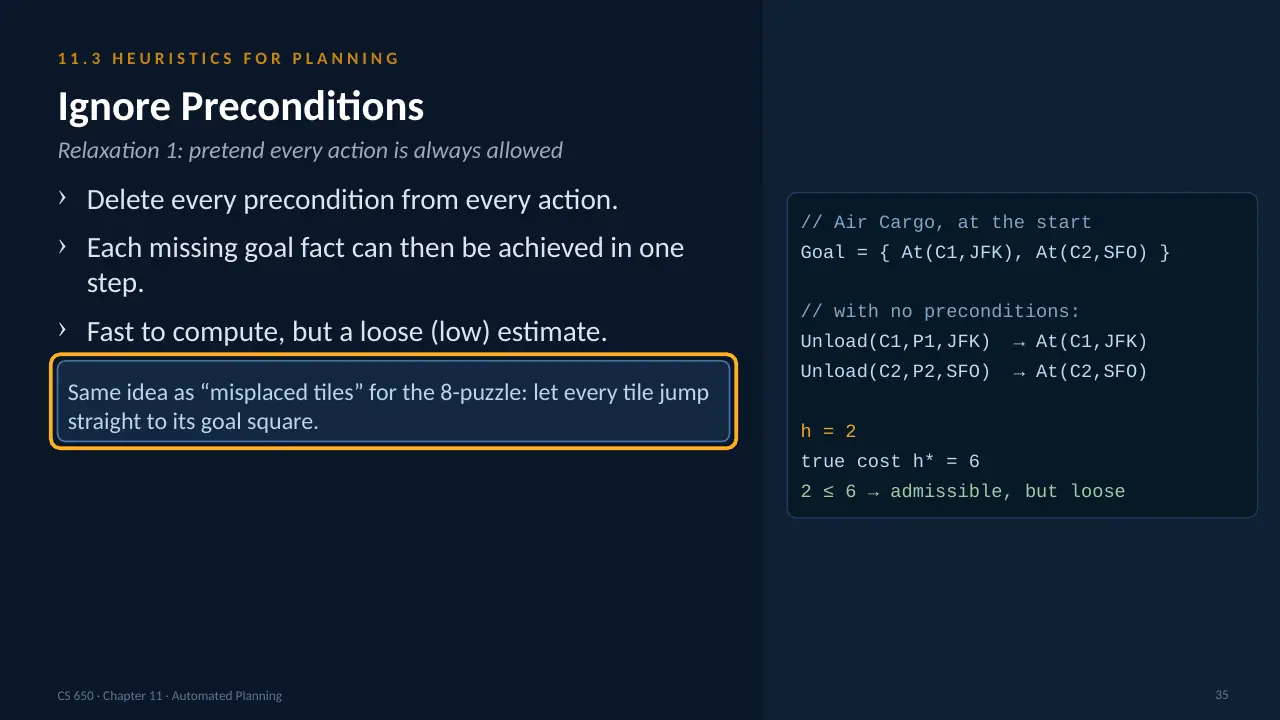 11.3 HEURISTICS FOR PLANNING
Ignore Preconditions
Relaxation 1: pretend every action is always allowed
› Delete every precondition from every action.
› Each missing goal fact can then be achieved in one
step.
› Fast to compute, but a loose (low) estimate.
Same idea as “misplaced tiles” for the 8-puzzle: let every tile jump
straight to its goal square.
// Air Cargo, at the start
Goal = { At(C1,JFK), At(C2,SFO) }
// with no preconditions:
Unload(C1,P1,JFK)  → At(C1,JFK)
Unload(C2,P2,SFO)  → At(C2,SFO)
h = 2
true cost h* = 6
2 ≤ 6 → admissible, but loose
CS 650 · Chapter 11 · Automated Planning
35